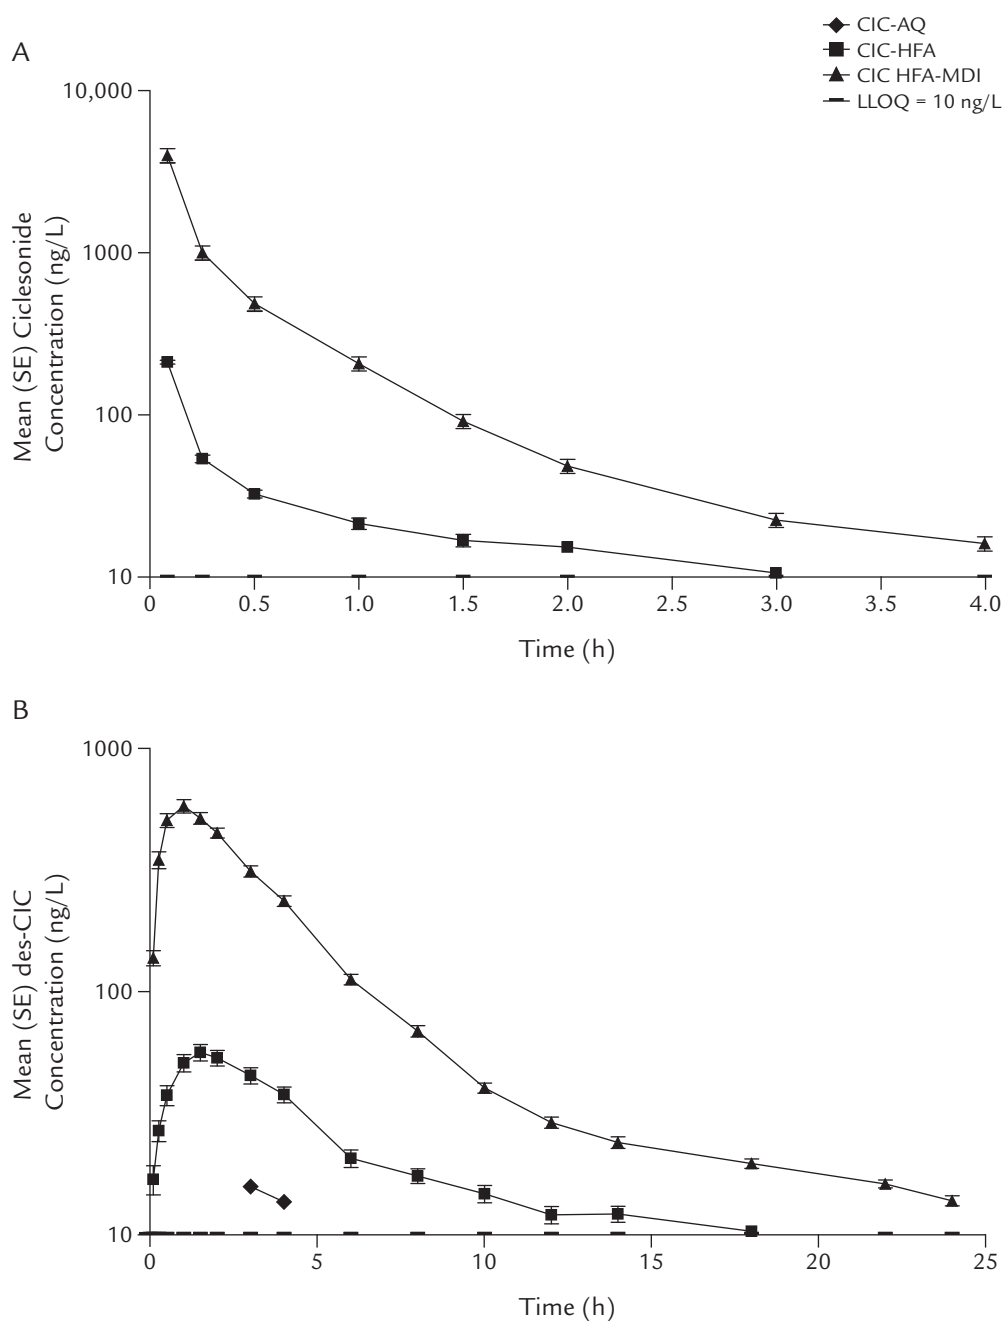 CIC-AQ
CIC-HFA
CIC HFA-MDI
LLOQ = 10 ng/L
A
10,000
1000
100
10
Mean (SE) Ciclesonide
Concentration (ng/L)
0 0.5 1.0 1.5 2.0 2.5 3.0 3.5 4.0
Time (h)
B
1000
100
10
Mean (SE) des-CIC
Concentration (ng/L)
0 5 10 15 20 25
Time (h)